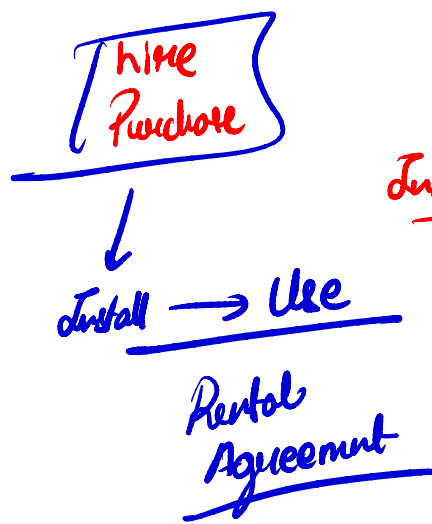 hire
Purchase
Install → Use
Rental
Agreement